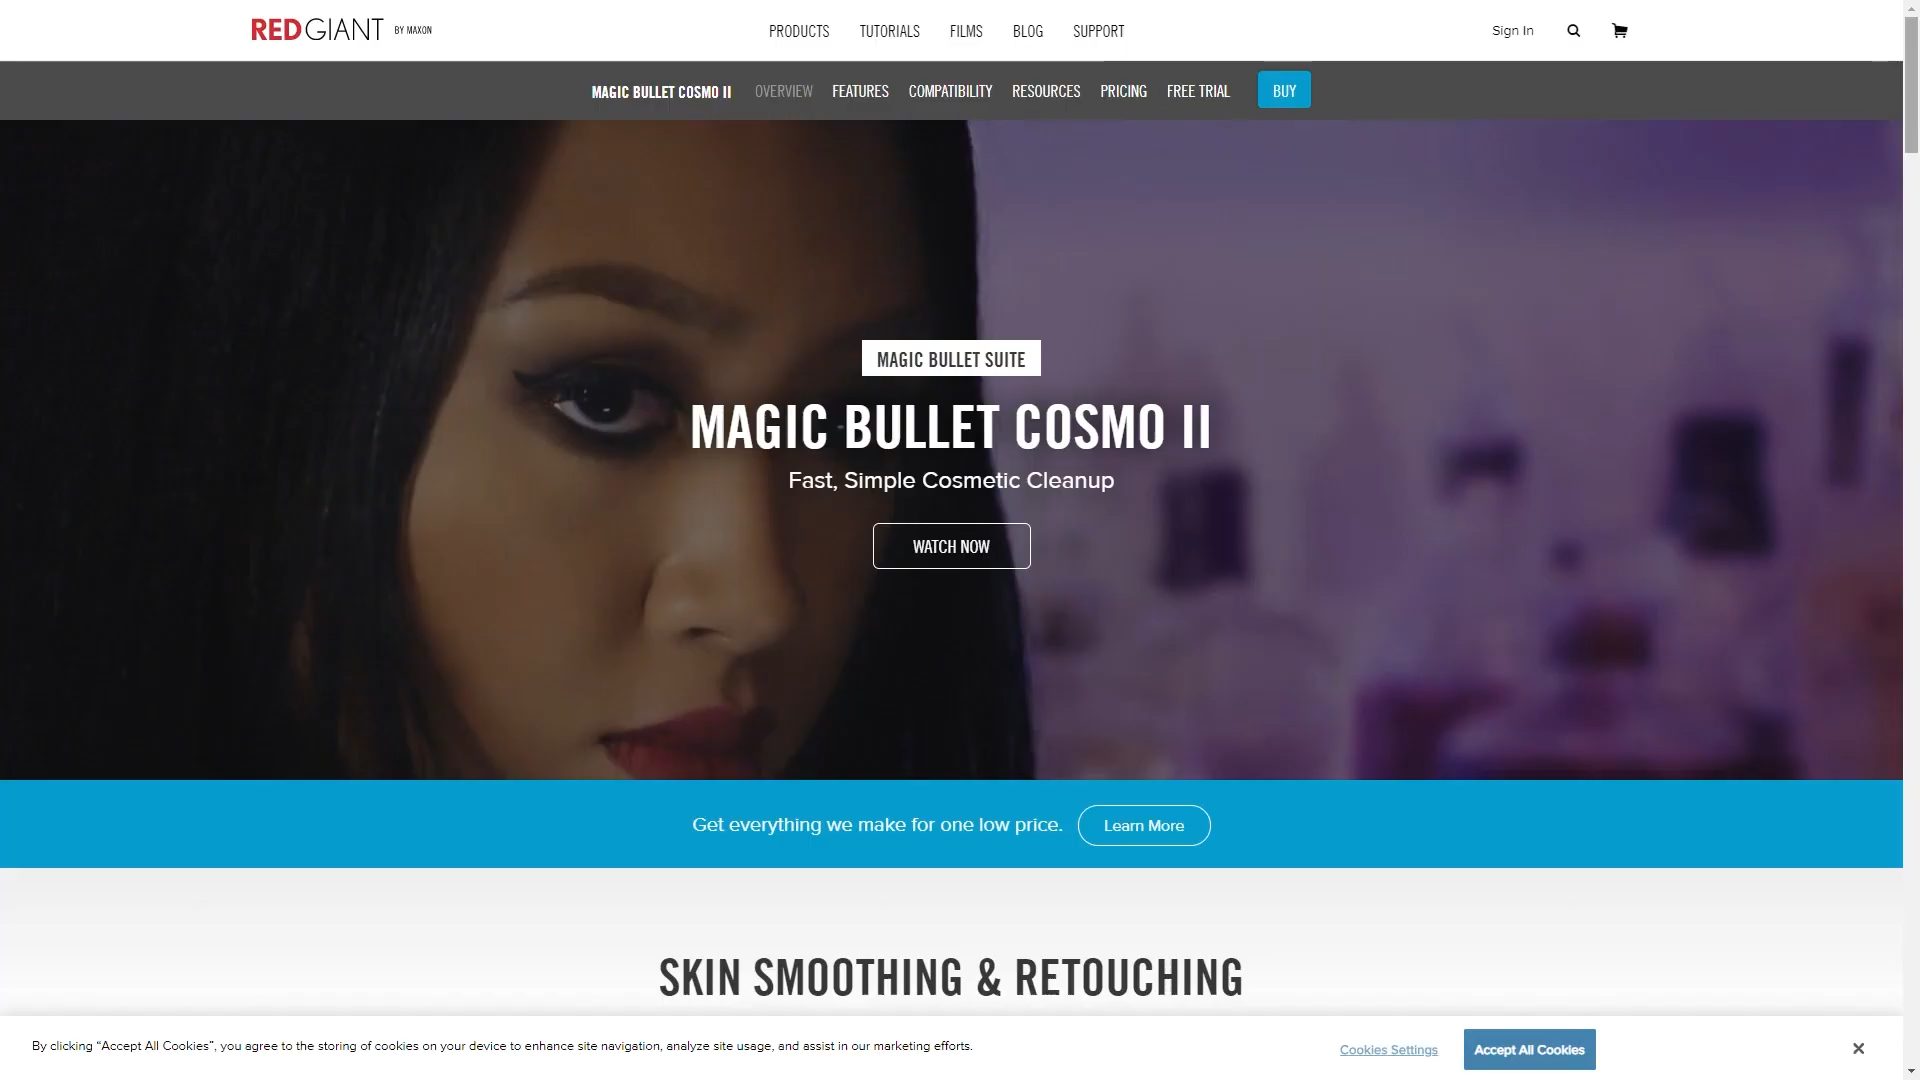 REDGIANT BY MAXON
PRODUCTS TUTORIALS FILMS BLOG SUPPORT
Sign In
MAGIC BULLET COSMO II OVERVIEW FEATURES COMPATIBILITY RESOURCES PRICING FREE TRIAL BUY
MAGIC BULLET SUITE
MAGIC BULLET COSMO II
Fast, Simple Cosmetic Cleanup
WATCH NOW
Get everything we make for one low price. Learn More
SKIN SMOOTHING & RETOUCHING
By clicking “Accept All Cookies”, you agree to the storing of cookies on your device to enhance site navigation, analyze site usage, and assist in our marketing efforts.
Cookies Settings
Accept All Cookies